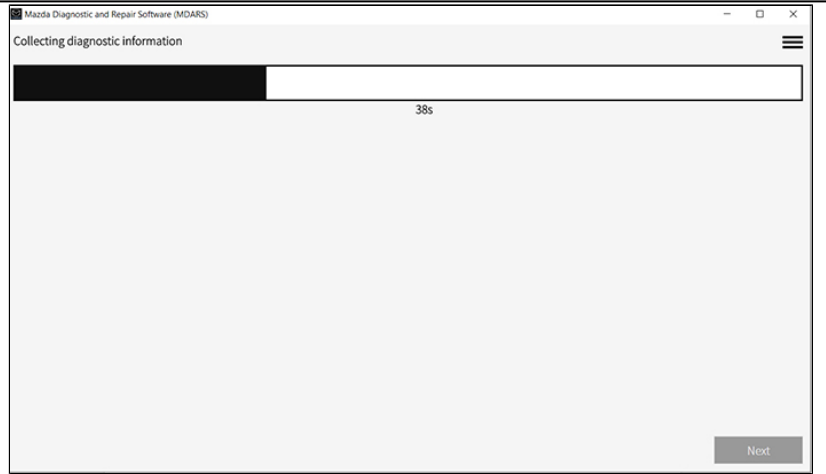 Mazda Diagnostic and Repair Software (MDARS)
Collecting diagnostic information
38s
Next